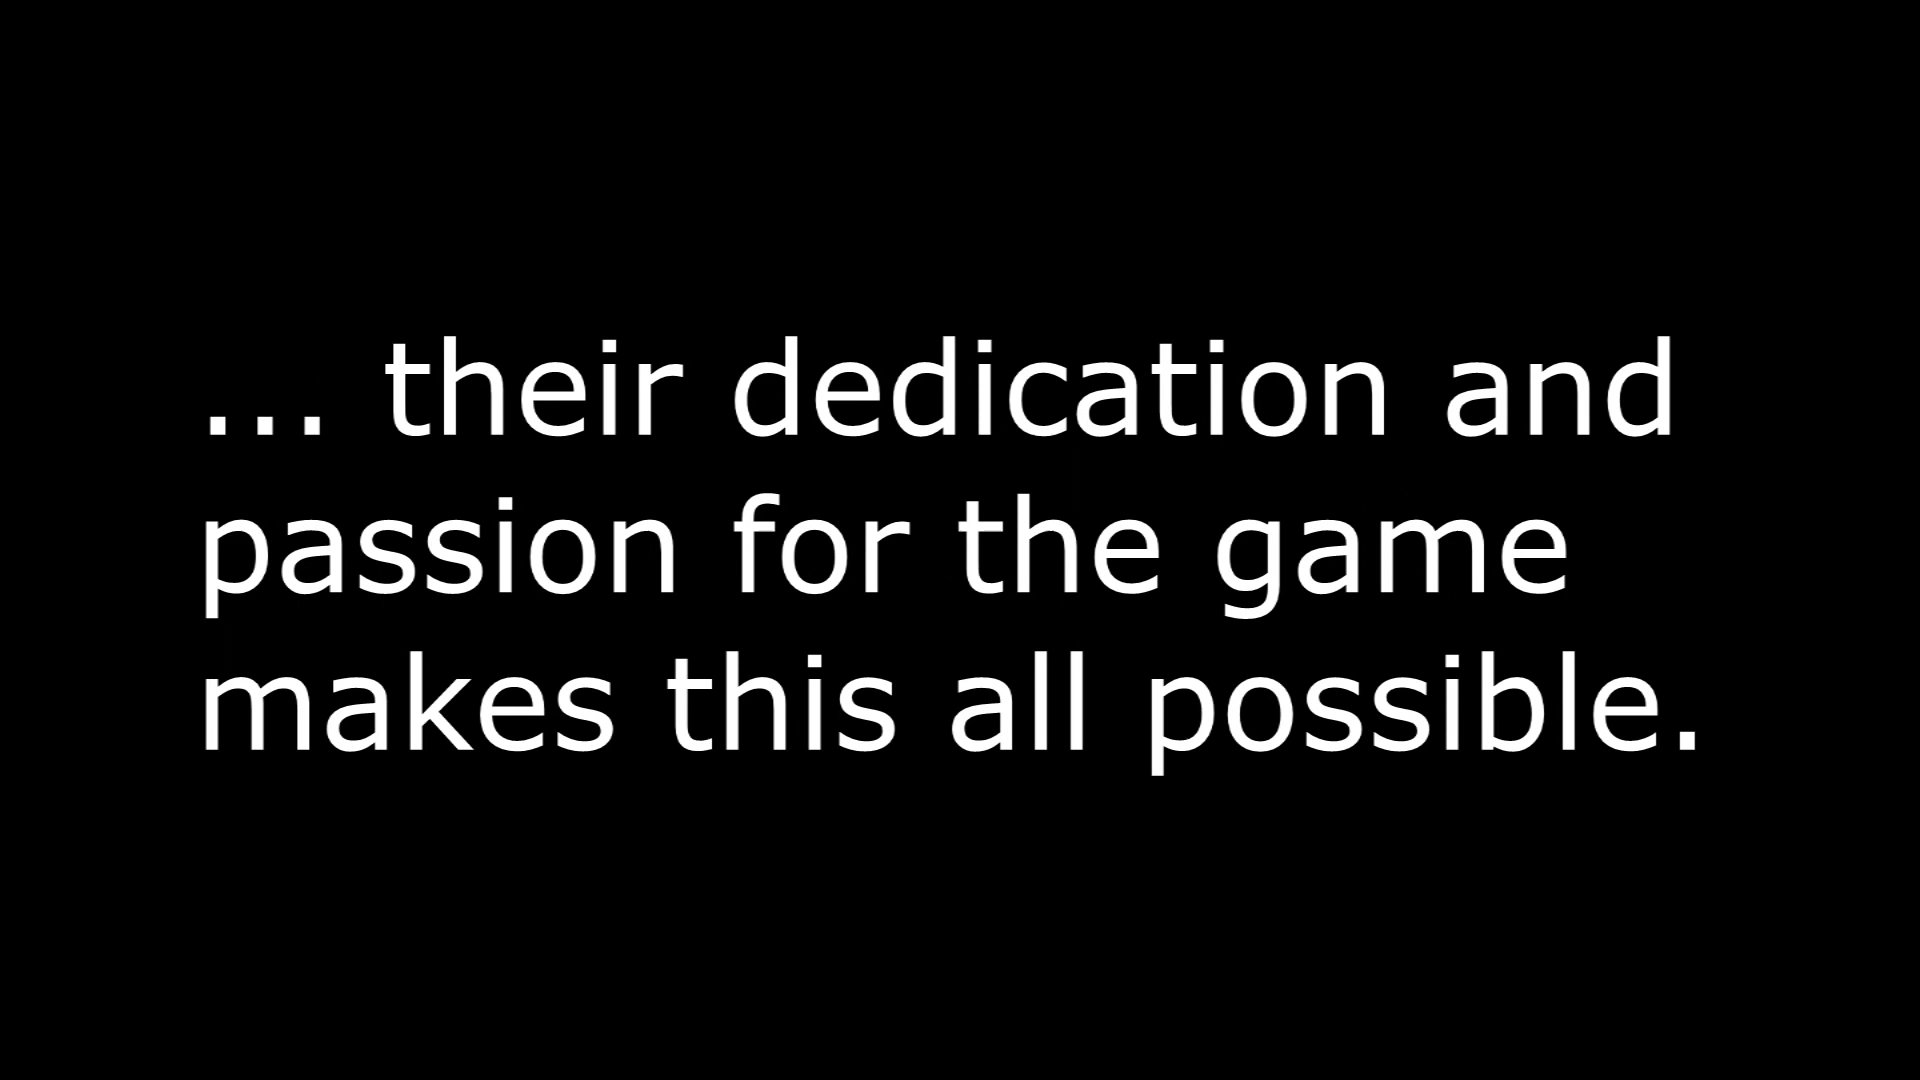 ... their dedication and
passion for the game
makes this all possible.